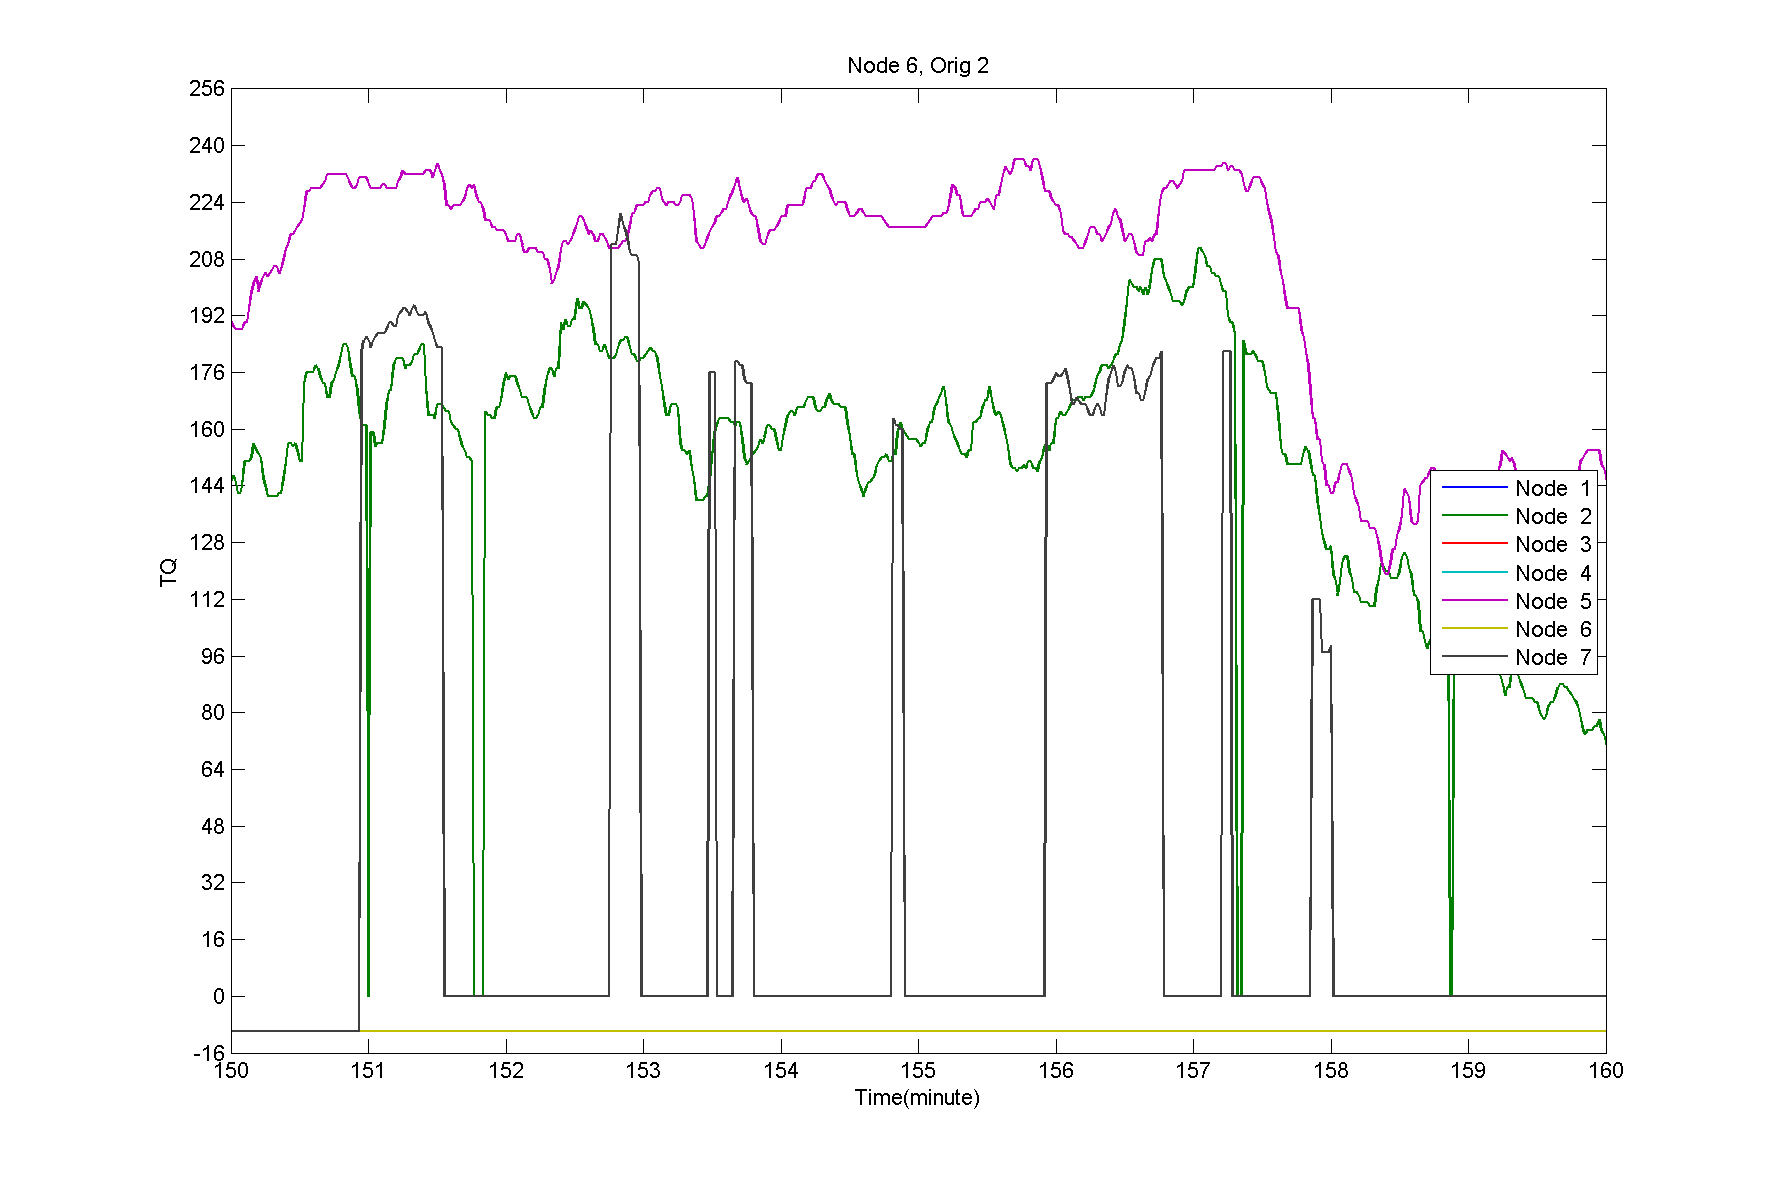 Node 6, Orig 2
256
240
224
208
192
176
160
144
128
112
96
80
64
48
32
16
0
-16
TQ
Node 1
Node 2
Node 3
Node 4
Node 5
Node 6
Node 7
150 151 152 153 154 155 156 157 158 159 160
Time(minute)